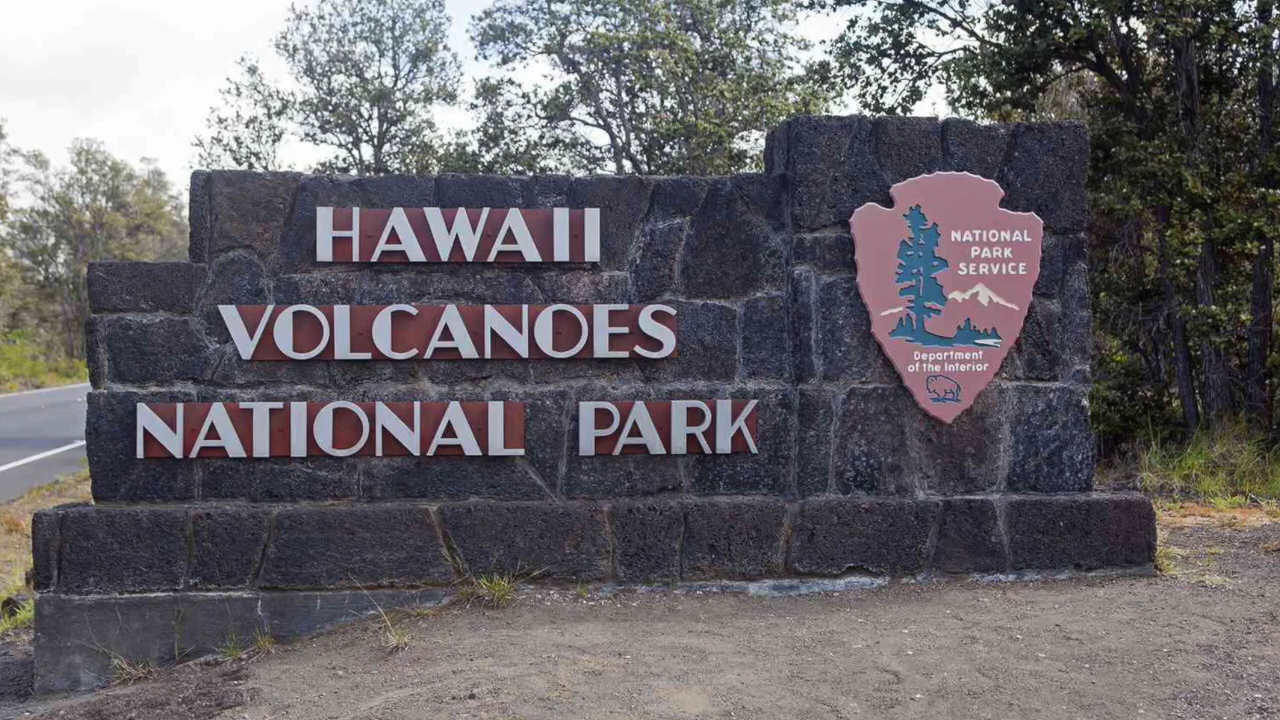 HAWAII
VOLCANOES
NATIONAL PARK
NATIONAL
PARK
SERVICE
Department
of the Interior